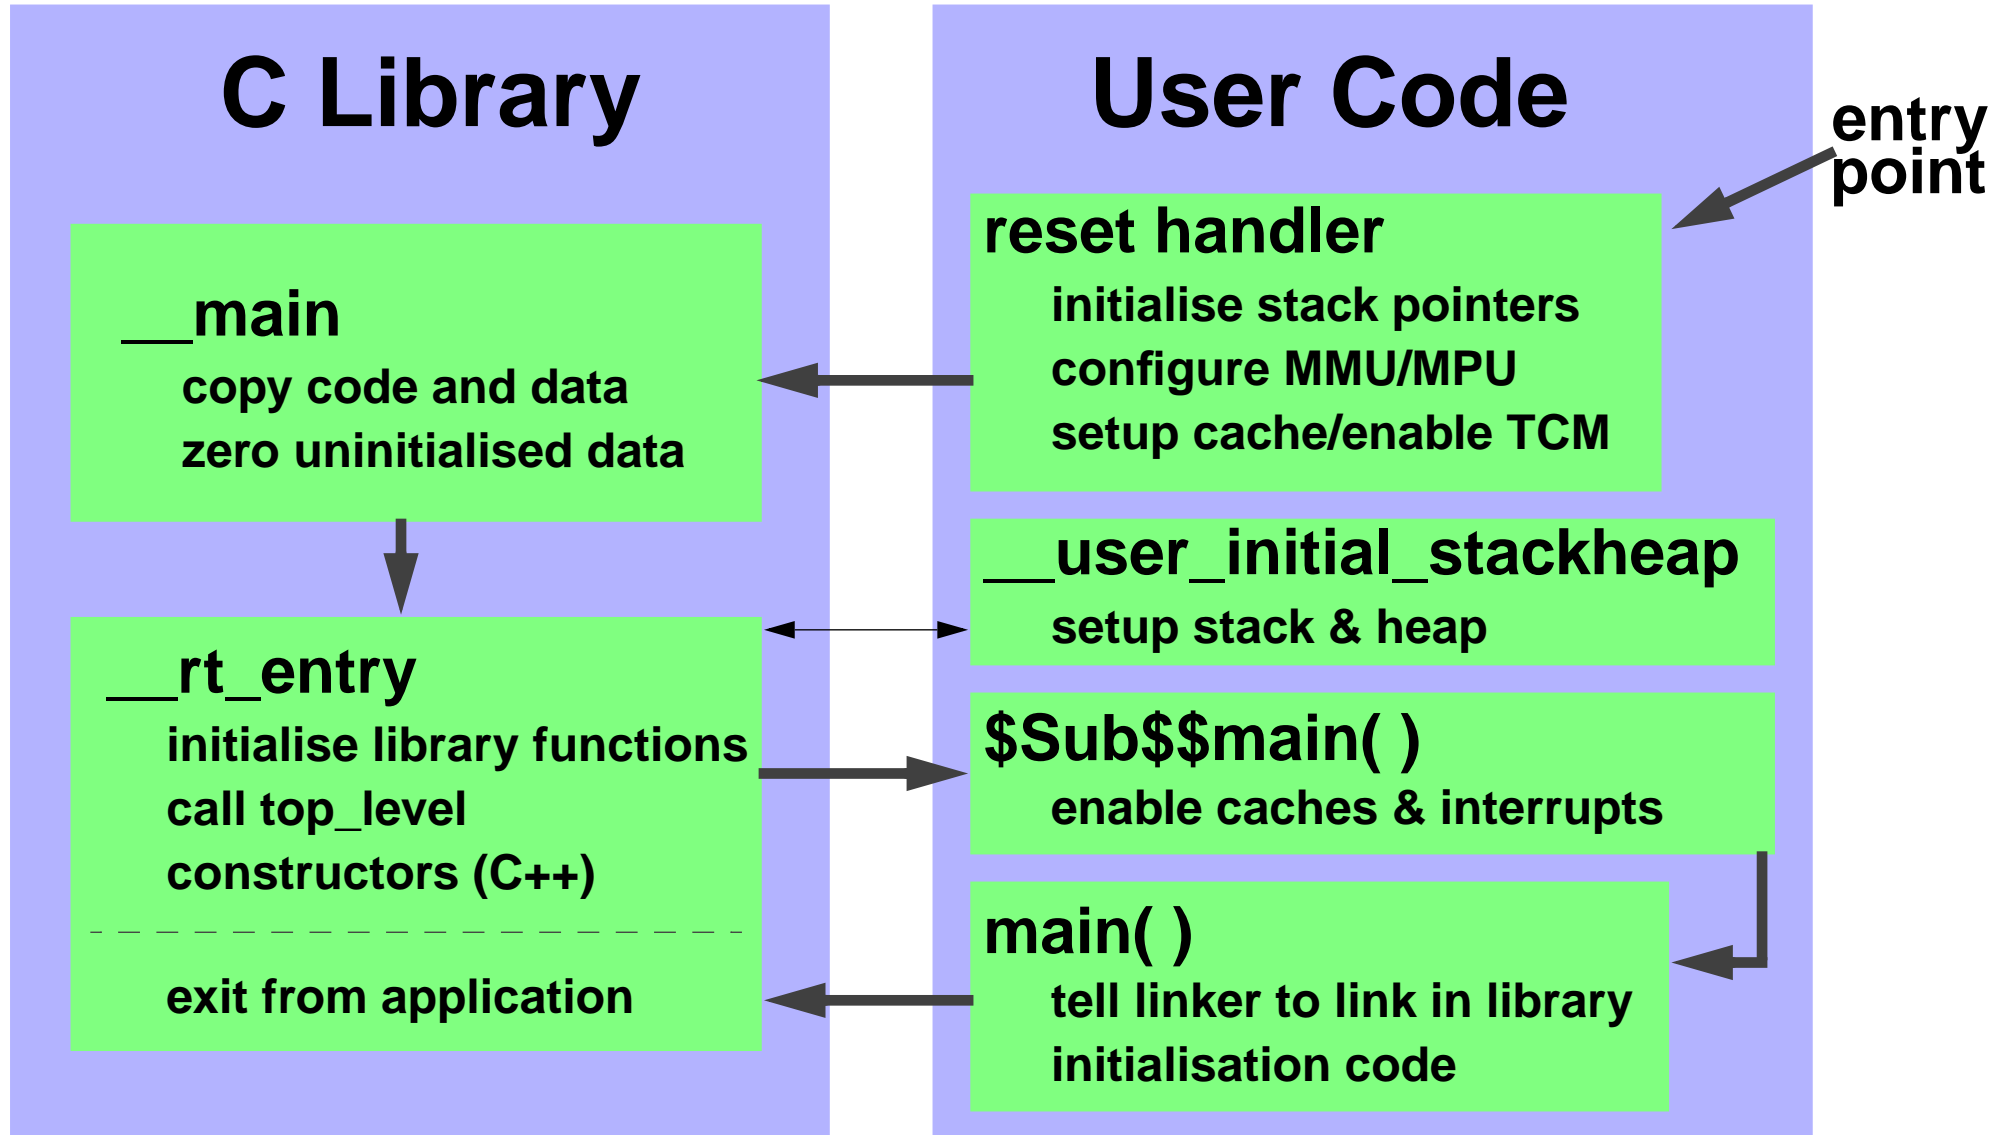 C Library
__main
copy code and data
zero uninitialised data
__rt_entry
initialise library functions
call top_level
constructors (C++)
exit from application
User Code
entry
point
reset handler
initialise stack pointers
configure MMU/MPU
setup cache/enable TCM
__user_initial_stackheap
setup stack & heap
$Sub$$main( )
enable caches & interrupts
main( )
tell linker to link in library
initialisation code